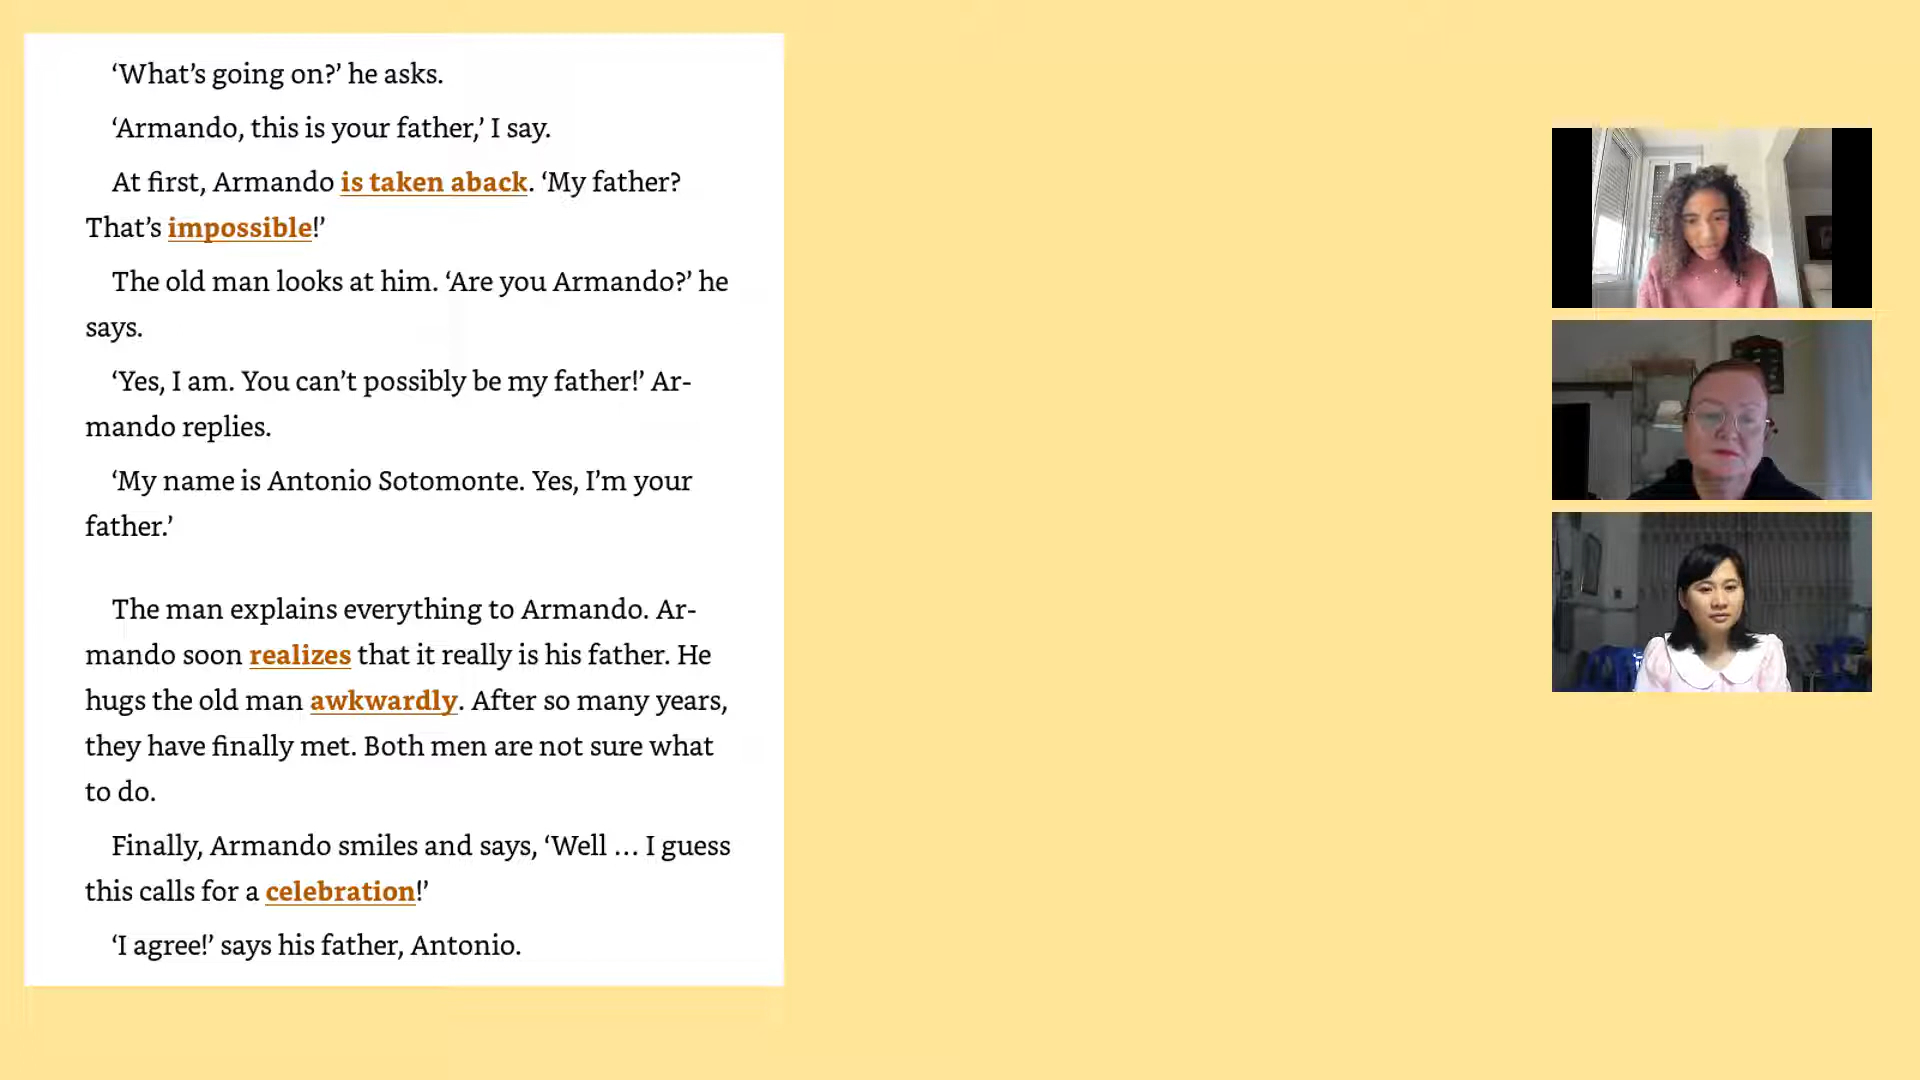 ‘What’s going on?’ he asks.
‘Armando, this is your father,’ I say.
At first, Armando is taken aback. ‘My father?
That’s impossible!’
The old man looks at him. ‘Are you Armando?’ he
says.
‘Yes, I am. You can’t possibly be my father!’ Ar-
mando replies.
‘My name is Antonio Sotomonte. Yes, I’m your
father.’
The man explains everything to Armando. Ar-
mando soon realizes that it really is his father. He
hugs the old man awkwardly. After so many years,
they have finally met. Both men are not sure what
to do.
Finally, Armando smiles and says, ‘Well … I guess
this calls for a celebration!’
‘I agree!’ says his father, Antonio.